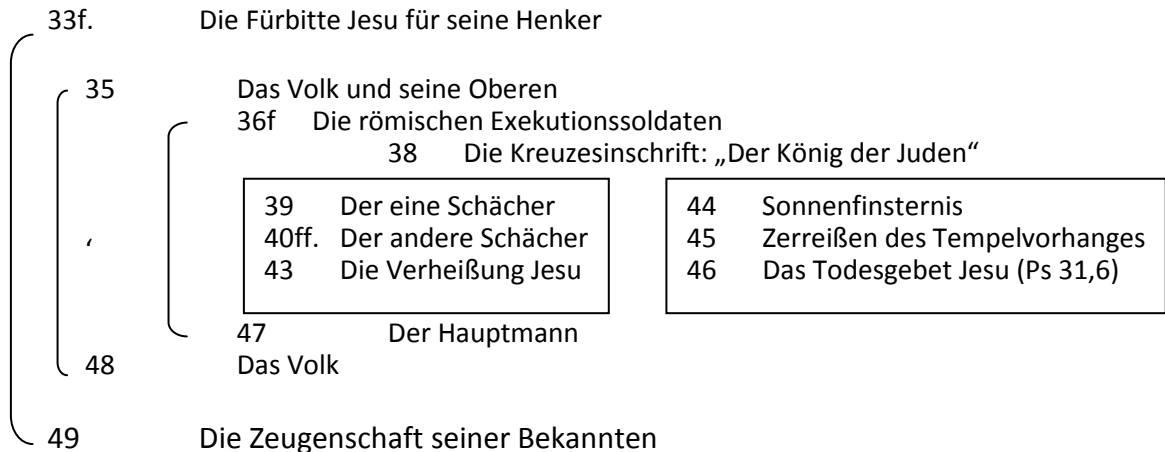 33f. Die Fürbitte Jesu für seine Henker
35 Das Volk und seine Oberen
36f Die römischen Exekutionssoldaten
38 Die Kreuzesinschrift: „Der König der Juden“
39 Der eine Schächer
40ff. Der andere Schächer
43 Die Verheißung Jesu
44 Sonnenfinsternis
45 Zerreißen des Tempelvorhanges
46 Das Todesgebet Jesu (Ps 31,6)
‘
47 Der Hauptmann
48 Das Volk
49 Die Zeugenschaft seiner Bekannten